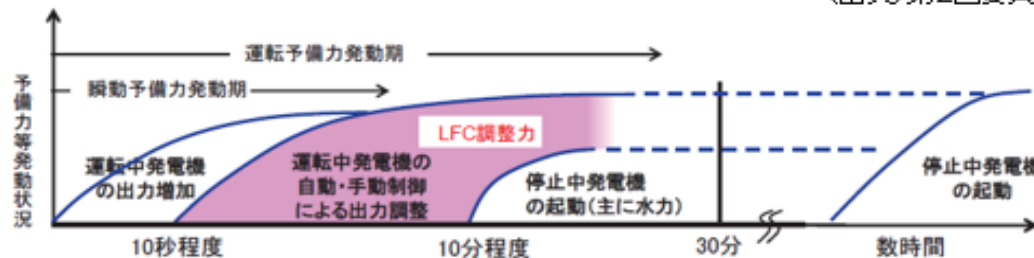 運転予備力発動期
瞬動予備力発動期
予備力等発動状況
LFC調整力
運転中発電機
の出力増加
運転中発電機の
自動・手動制御
による出力調整
停止中発電機
の起動(主に水力)
停止中発電機
の起動
10秒程度
10分程度
30分
数時間